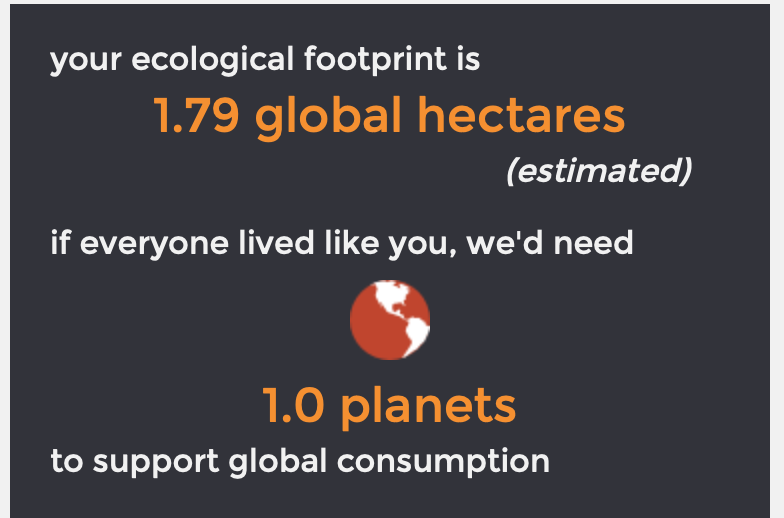 your ecological footprint is
1.79 global hectares
(estimated)
if everyone lived like you, we'd need
1.0 planets
to support global consumption